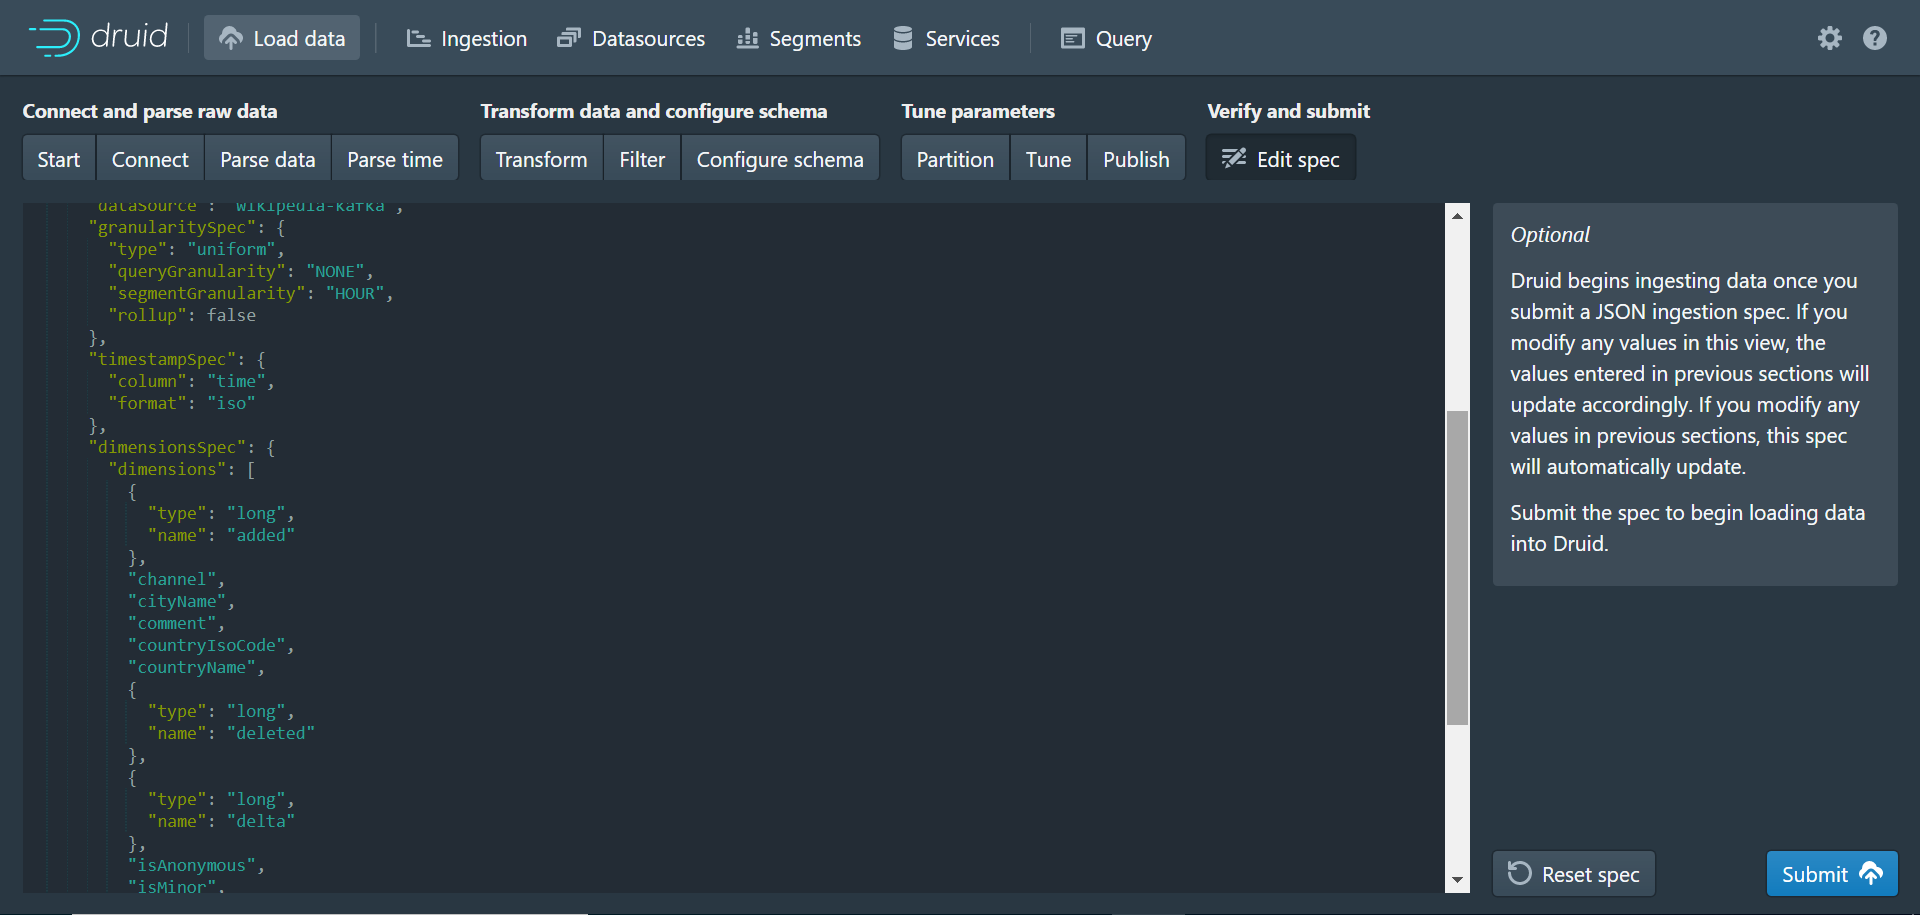 druid Load data Ingestion Datasources Segments Services Query
Connect and parse raw data Transform data and configure schema Tune parameters Verify and submit
Start Connect Parse data Parse time Transform Filter Configure schema Partition Tune Publish Edit spec
"dataSource": "wikipedia-kafka",
"granularitySpec": {
"type": "uniform",
"queryGranularity": "NONE",
"segmentGranularity": "HOUR",
"rollup": false
},
"timestampSpec": {
"column": "time",
"format": "iso"
},
"dimensionsSpec": {
"dimensions": [
{
"type": "long",
"name": "added"
},
"channel",
"cityName",
"comment",
"countryIsoCode",
"countryName",
{
"type": "long",
"name": "deleted"
},
{
"type": "long",
"name": "delta"
},
"isAnonymous",
"isMinor",
Optional
Druid begins ingesting data once you
submit a JSON ingestion spec. If you
modify any values in this view, the
values entered in previous sections will
update accordingly. If you modify any
values in previous sections, this spec
will automatically update.
Submit the spec to begin loading data
into Druid.
Reset spec Submit